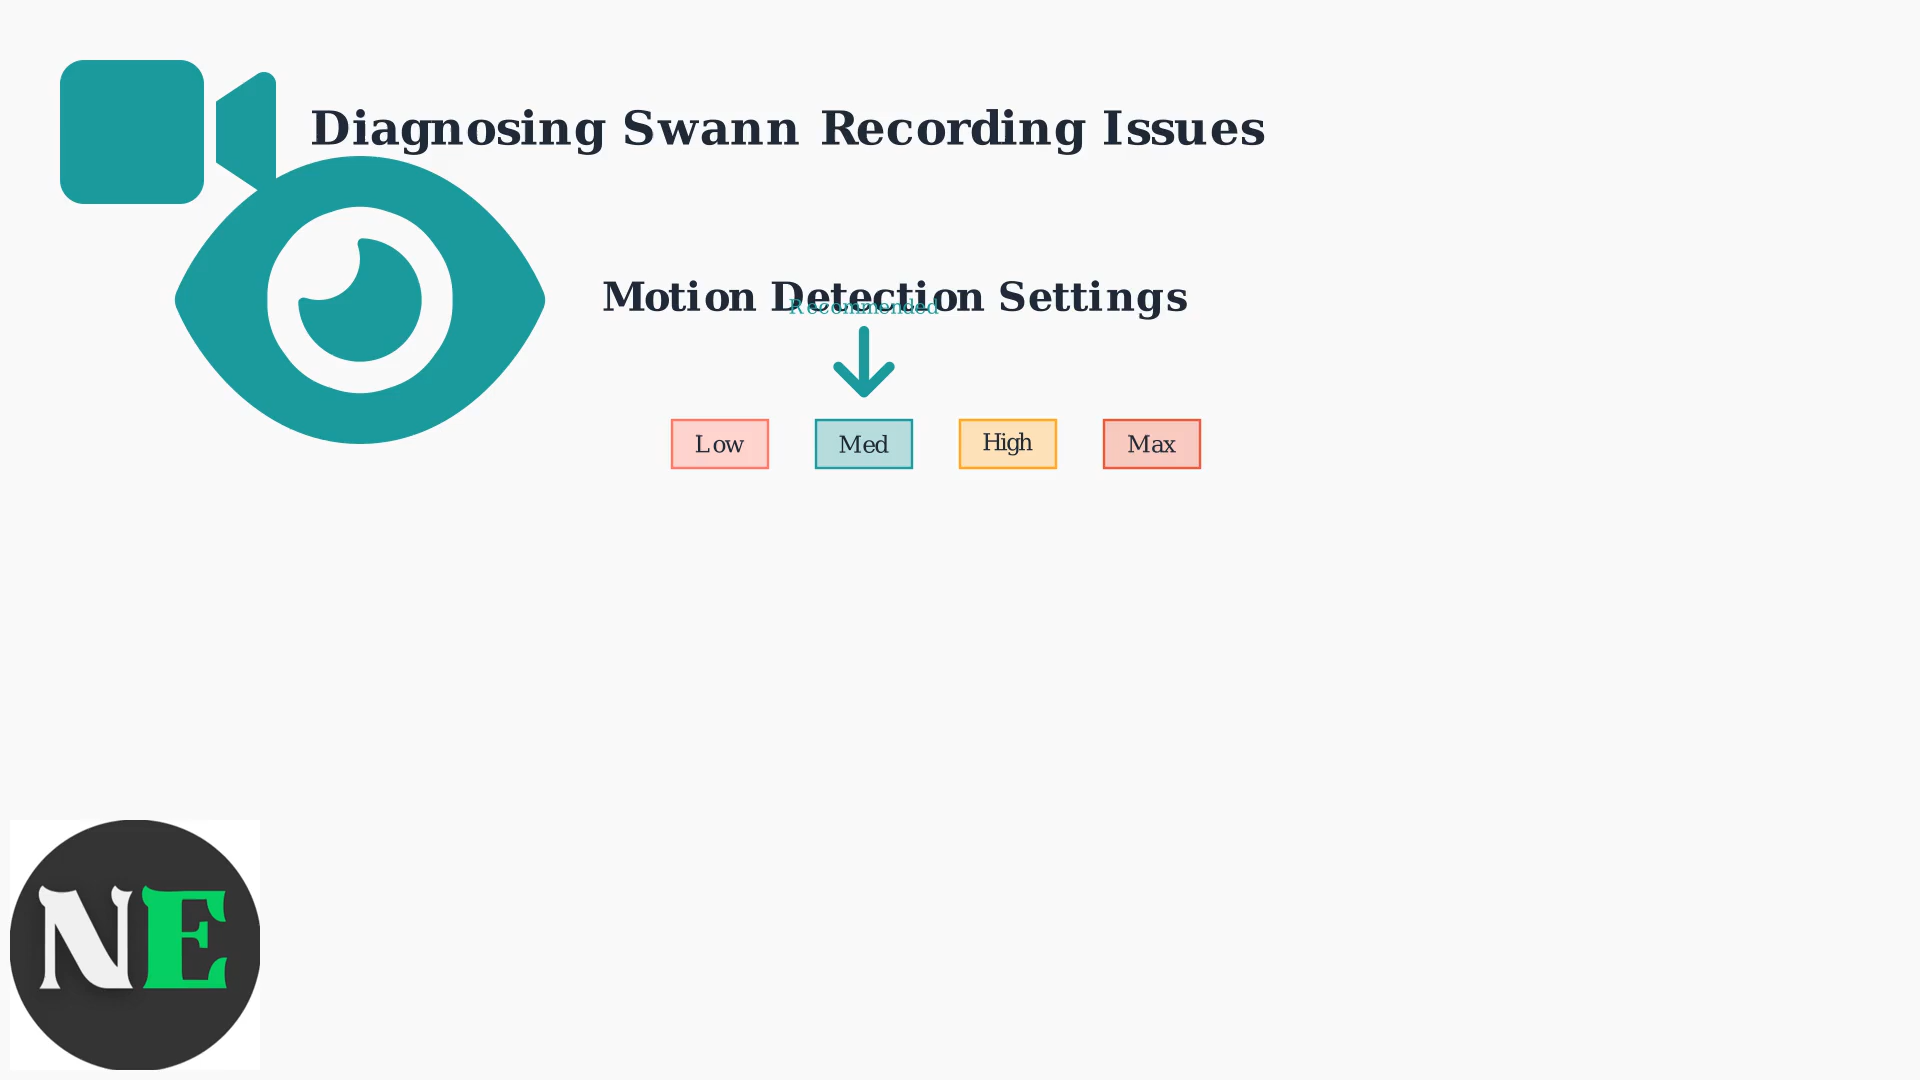 Diagnosing Swann Recording Issues
Motion Detection Settings
Recommended
Low Med High Max
NE